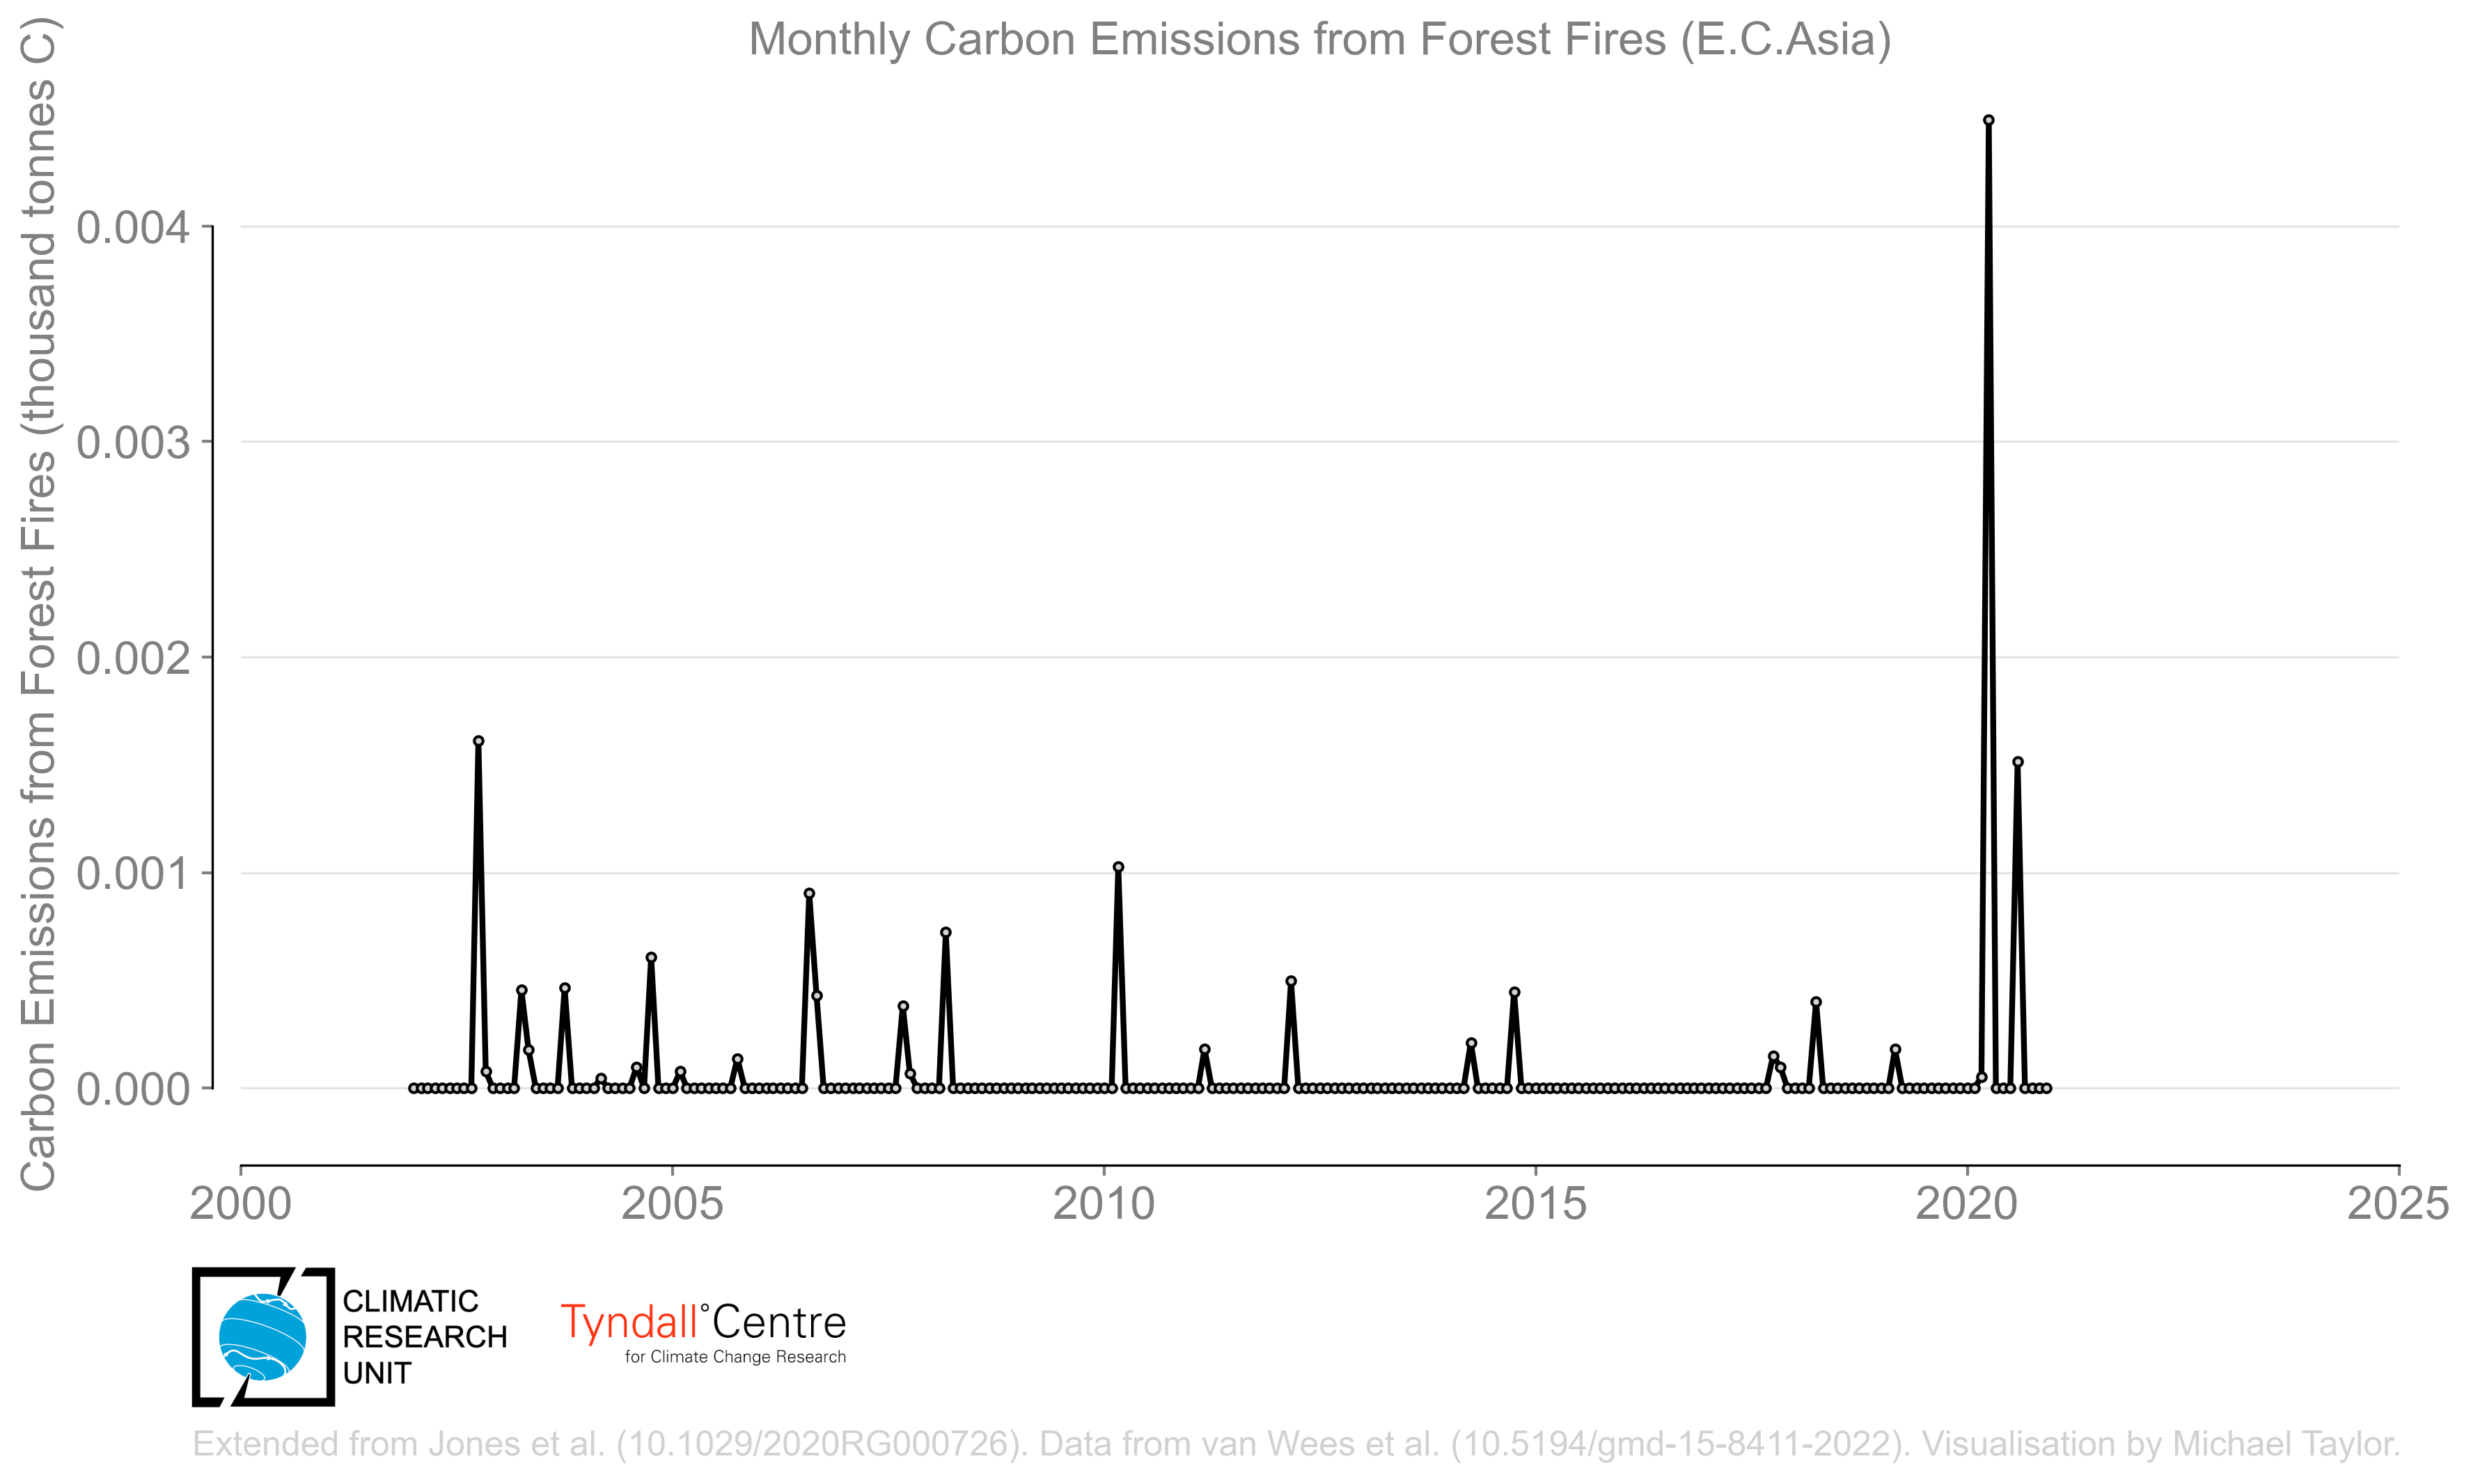 Monthly Carbon Emissions from Forest Fires (E.C.Asia)
Carbon Emissions from Forest Fires (thousand tonnes C)
0.004
0.003
0.002
0.001
0.000
2000 2005 2010 2015 2020 2025
CLIMATIC
RESEARCH
UNIT
Tyndall°Centre
for Climate Change Research
Extended from Jones et al. (10.1029/2020RG000726). Data from van Wees et al. (10.5194/gmd-15-8411-2022). Visualisation by Michael Taylor.